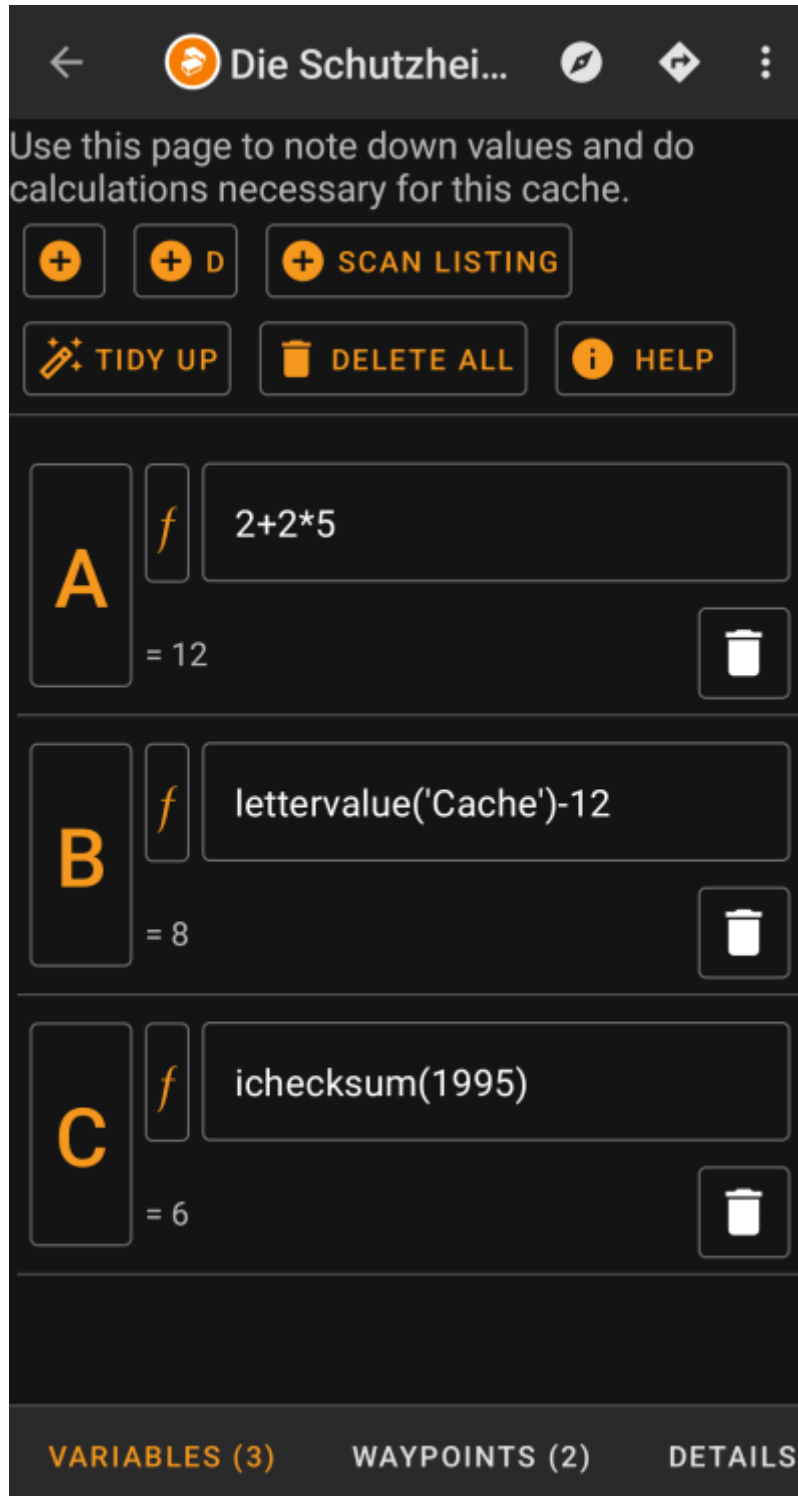 Die Schutzhei...
Use this page to note down values and do
calculations necessary for this cache.
D
SCAN LISTING
TIDY UP
DELETE ALL
HELP
A
f
2+2*5
= 12
B
f
lettervalue('Cache')-12
= 8
C
f
ichecksum(1995)
= 6
VARIABLES (3)
WAYPOINTS (2)
DETAILS